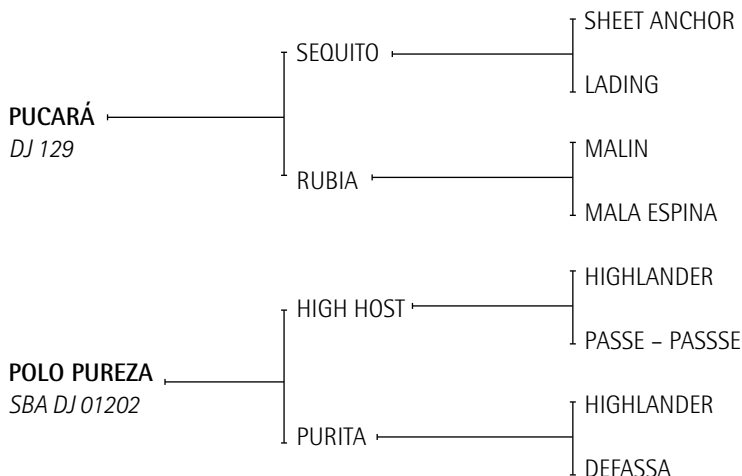 SHEET ANCHOR
SEQUITO
LADING
PUCARÁ
DJ 129
MALIN
RUBIA
MALA ESPINA
HIGHLANDER
HIGH HOST
PASSE – PASSSE
POLO PUREZA
SBA DJ 01202
HIGHLANDER
PURITA
DEFASSA